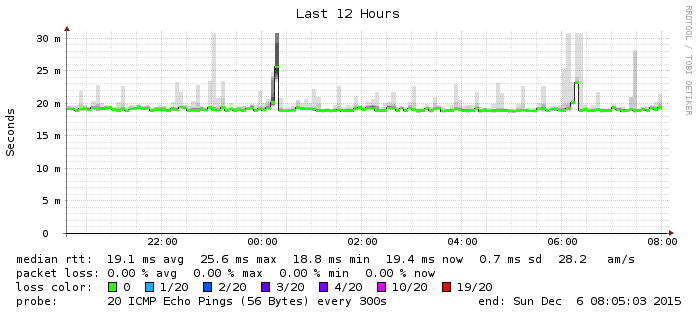 Last 12 Hours
RRDTOOL / TOBI OETIKER
Seconds
30 m
25 m
20 m
15 m
10 m
5 m
0
22:00 00:00 02:00 04:00 06:00 08:00
median rtt: 19.1 ms avg 25.6 ms max 18.8 ms min 19.4 ms now 0.7 ms sd 28.2 am/s
packet loss: 0.00 % avg 0.00 % max 0.00 % min 0.00 % now
loss color: 0 1/20 2/20 3/20 4/20 10/20 19/20
probe: 20 ICMP Echo Pings (56 Bytes) every 300s end: Sun Dec 6 08:05:03 2015